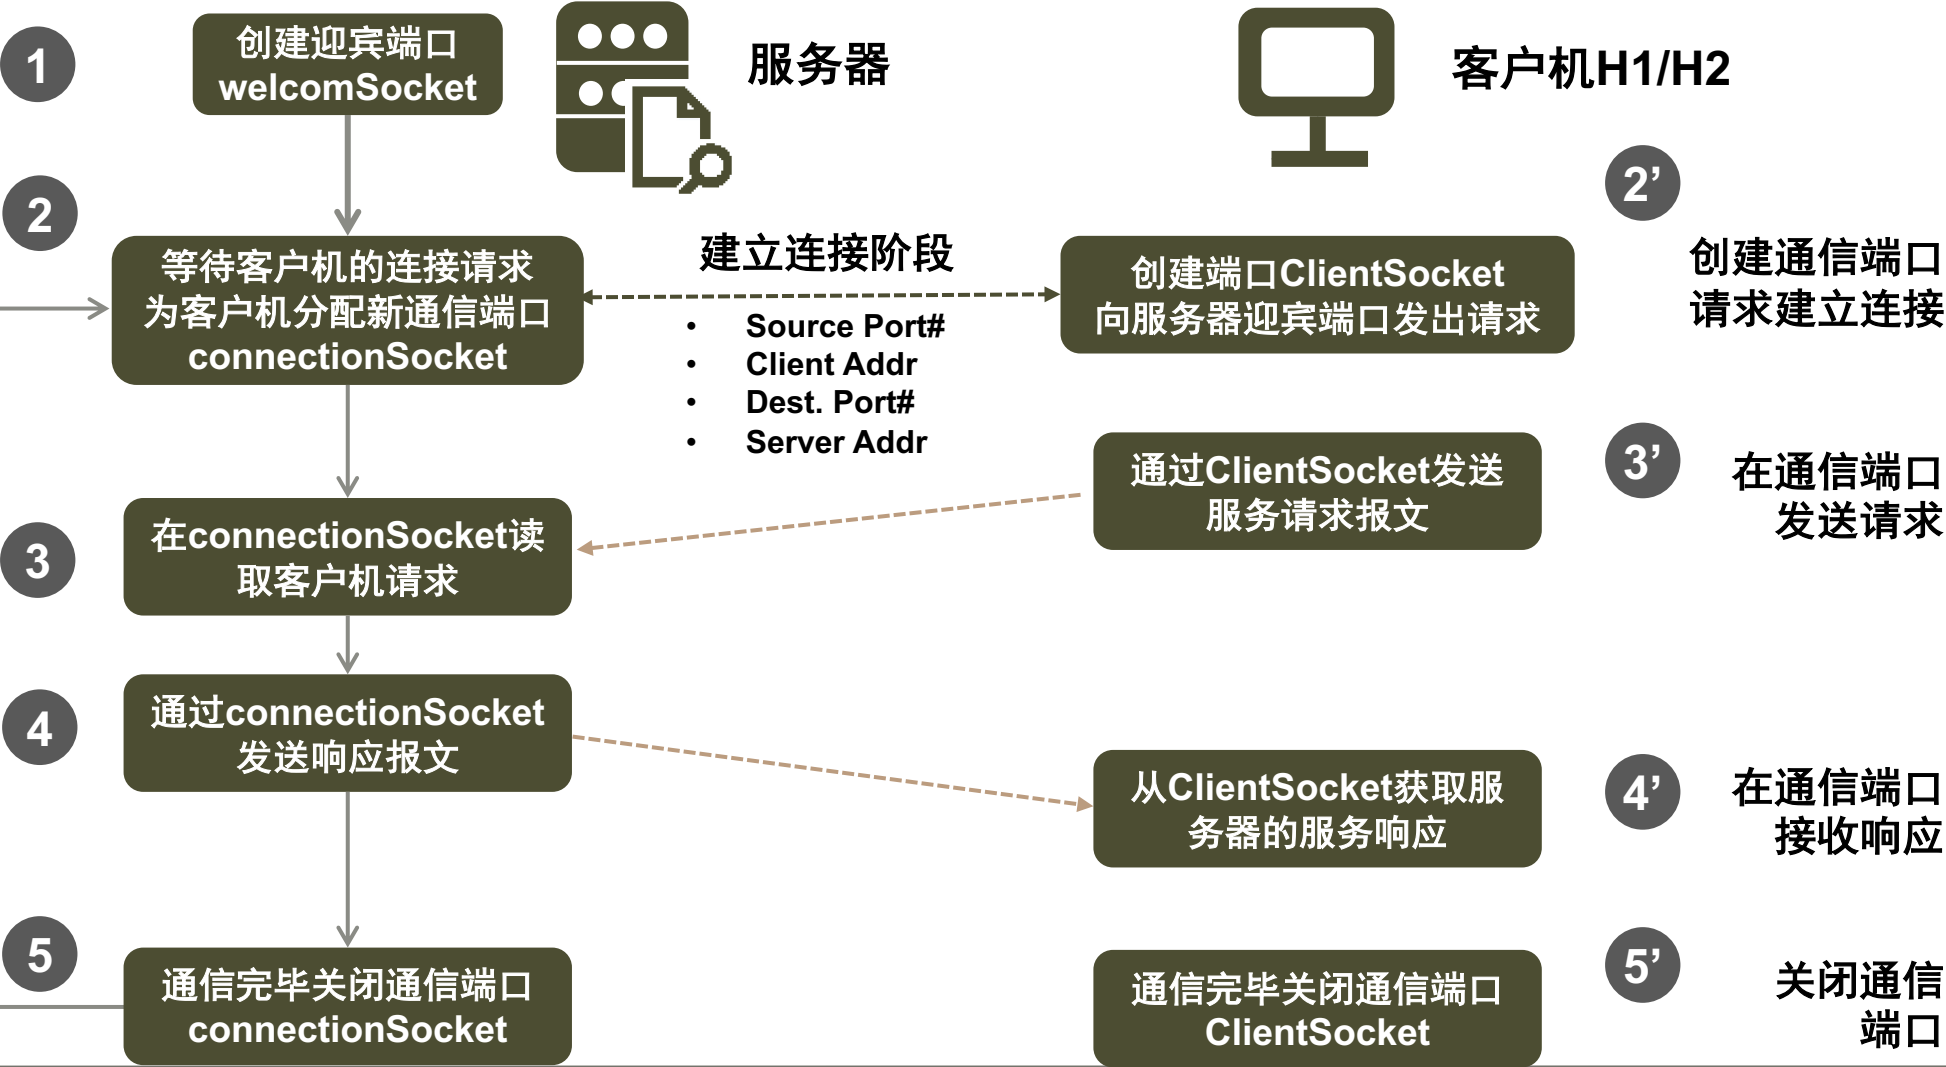 1
创建迎宾端口
welcomSocket
服务器
客户机H1/H2
2
等待客户机的连接请求
为客户机分配新通信端口
connectionSocket
建立连接阶段
• Source Port#
• Client Addr
• Dest. Port#
• Server Addr
创建端口ClientSocket
向服务器迎宾端口发出请求
2’
创建通信端口
请求建立连接
通过ClientSocket发送
服务请求报文
3’
在通信端口
发送请求
3
在connectionSocket读
取客户机请求
4
通过connectionSocket
发送响应报文
从ClientSocket获取服
务器的服务响应
4’
在通信端口
接收响应
5
通信完毕关闭通信端口
connectionSocket
通信完毕关闭通信端口
ClientSocket
5’
关闭通信
端口